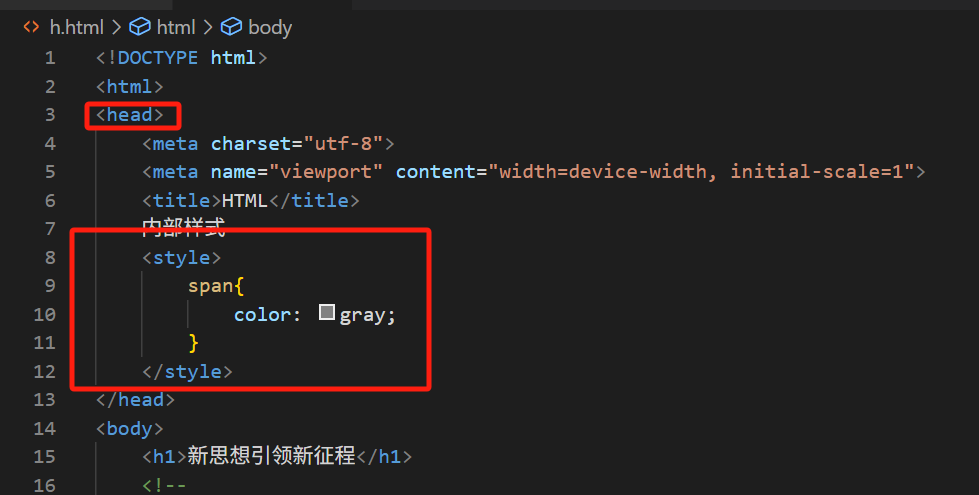 h.html > html > body
1 <!DOCTYPE html>
2 <html>
3 <head>
4 <meta charset="utf-8">
5 <meta name="viewport" content="width=device-width, initial-scale=1">
6 <title>HTML</title>
7 内部样式
8 <style>
9 span{
10 color: gray;
11 }
12 </style>
13 </head>
14 <body>
15 <h1>新思想引领新征程</h1>
16 <!--